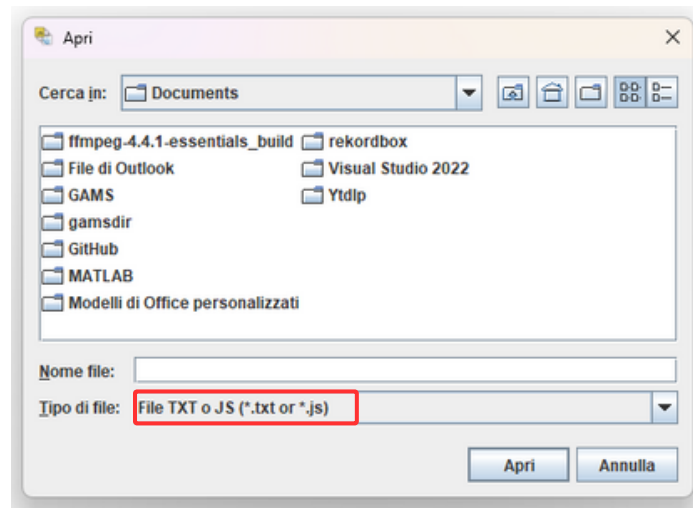 Apri
Cerca in: Documents
ffmpeg-4.4.1-essentials_build
File di Outlook
GAMS
gamsdir
GitHub
MATLAB
Modelli di Office personalizzati
rekordbox
Visual Studio 2022
Ytdlp
Nome file:
Tipo di file: File TXT o JS (*.txt or *.js)
Apri Annulla